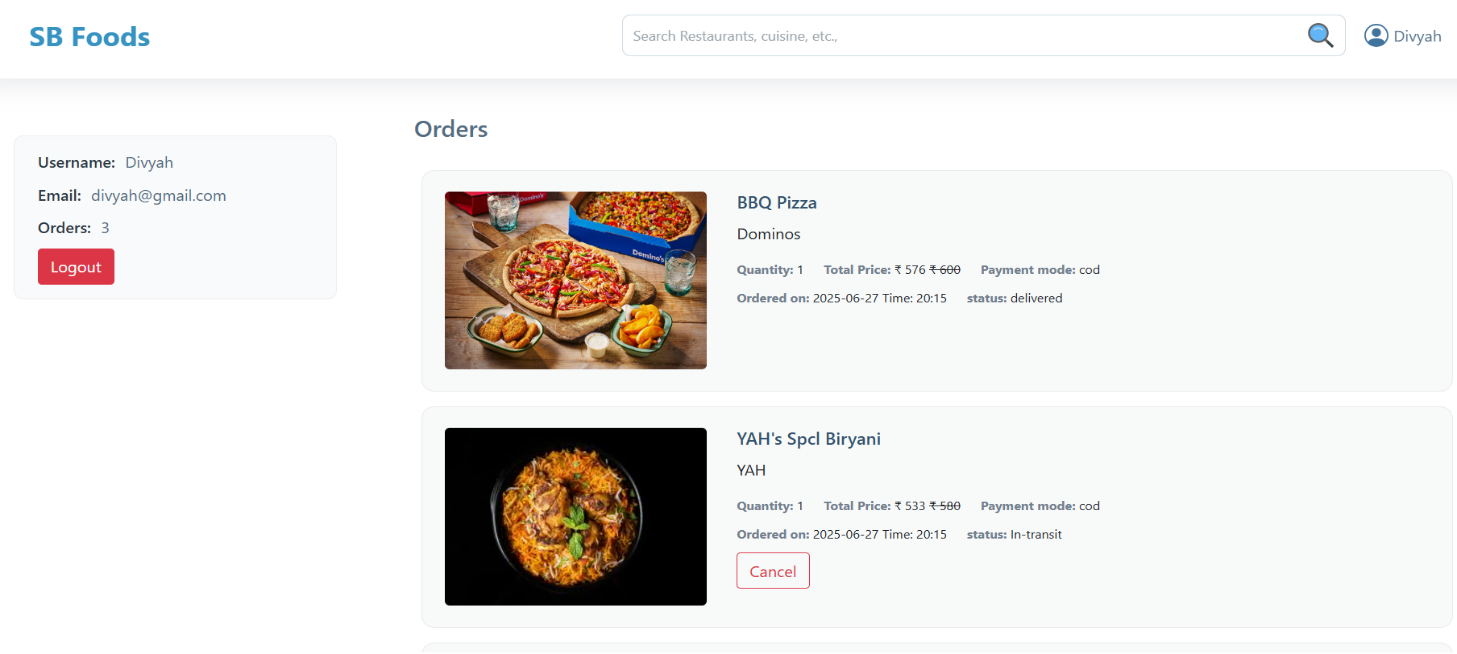 SB Foods
Search Restaurants, cuisine, etc.,
Divyah
Username: Divyah
Email: divyah@gmail.com
Orders: 3
Logout
Orders
Domino's
Domino's
BBQ Pizza
Dominos
Quantity: 1 Total Price: ₹ 576 ₹ 600 Payment mode: cod
Ordered on: 2025-06-27 Time: 20:15 status: delivered
YAH's Spcl Biryani
YAH
Quantity: 1 Total Price: ₹ 533 ₹ 580 Payment mode: cod
Ordered on: 2025-06-27 Time: 20:15 status: In-transit
Cancel